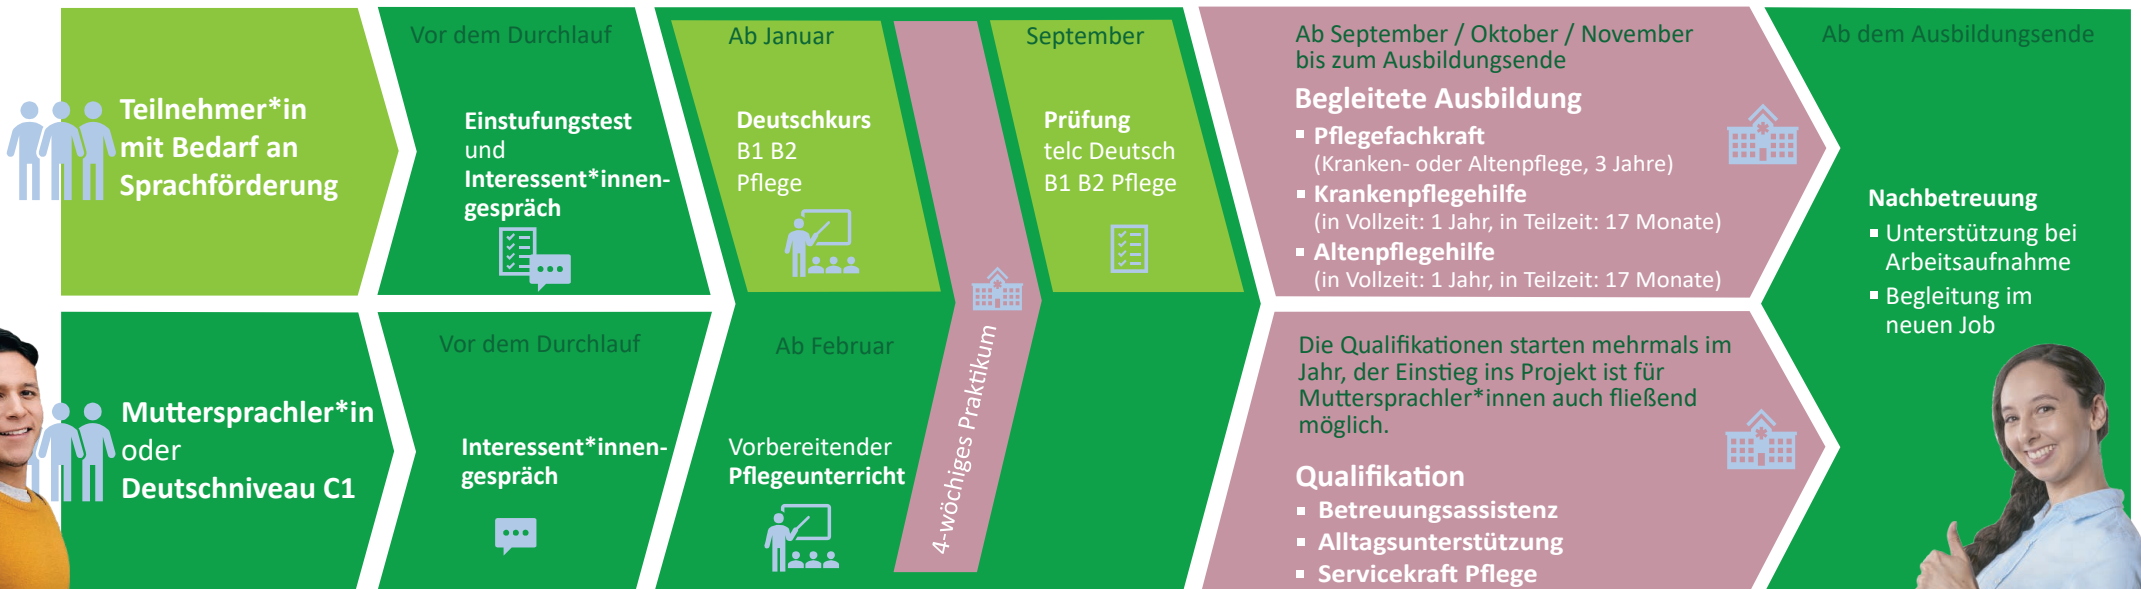 Teilnehmer*in
mit Bedarf an
Sprachförderung
Vor dem Durchlauf
Einstufungstest
und
Interessent*innen-
gespräch
Ab Januar
Deutschkurs
B1 B2
Pflege
September
Prüfung
telc Deutsch
B1 B2 Pflege
Muttersprachler*in
oder
Deutschniveau C1
Vor dem Durchlauf
Interessent*innen-
gespräch
Ab Februar
Vorbereitender
Pflegeunterricht
4-wöchiges Praktikum
Ab September / Oktober / November
bis zum Ausbildungsende
Begleitete Ausbildung
▪ Pflegefachkraft
(Kranken- oder Altenpflege, 3 Jahre)
▪ Krankenpflegehilfe
(in Vollzeit: 1 Jahr, in Teilzeit: 17 Monate)
▪ Altenpflegehilfe
(in Vollzeit: 1 Jahr, in Teilzeit: 17 Monate)
Die Qualifikationen starten mehrmals im
Jahr, der Einstieg ins Projekt ist für
Muttersprachler*innen auch fließend
möglich.
Qualifikation
▪ Betreuungsassistenz
▪ Alltagsunterstützung
▪ Servicekraft Pflege
Ab dem Ausbildungsende
Nachbetreuung
▪ Unterstützung bei
Arbeitsaufnahme
▪ Begleitung im
neuen Job